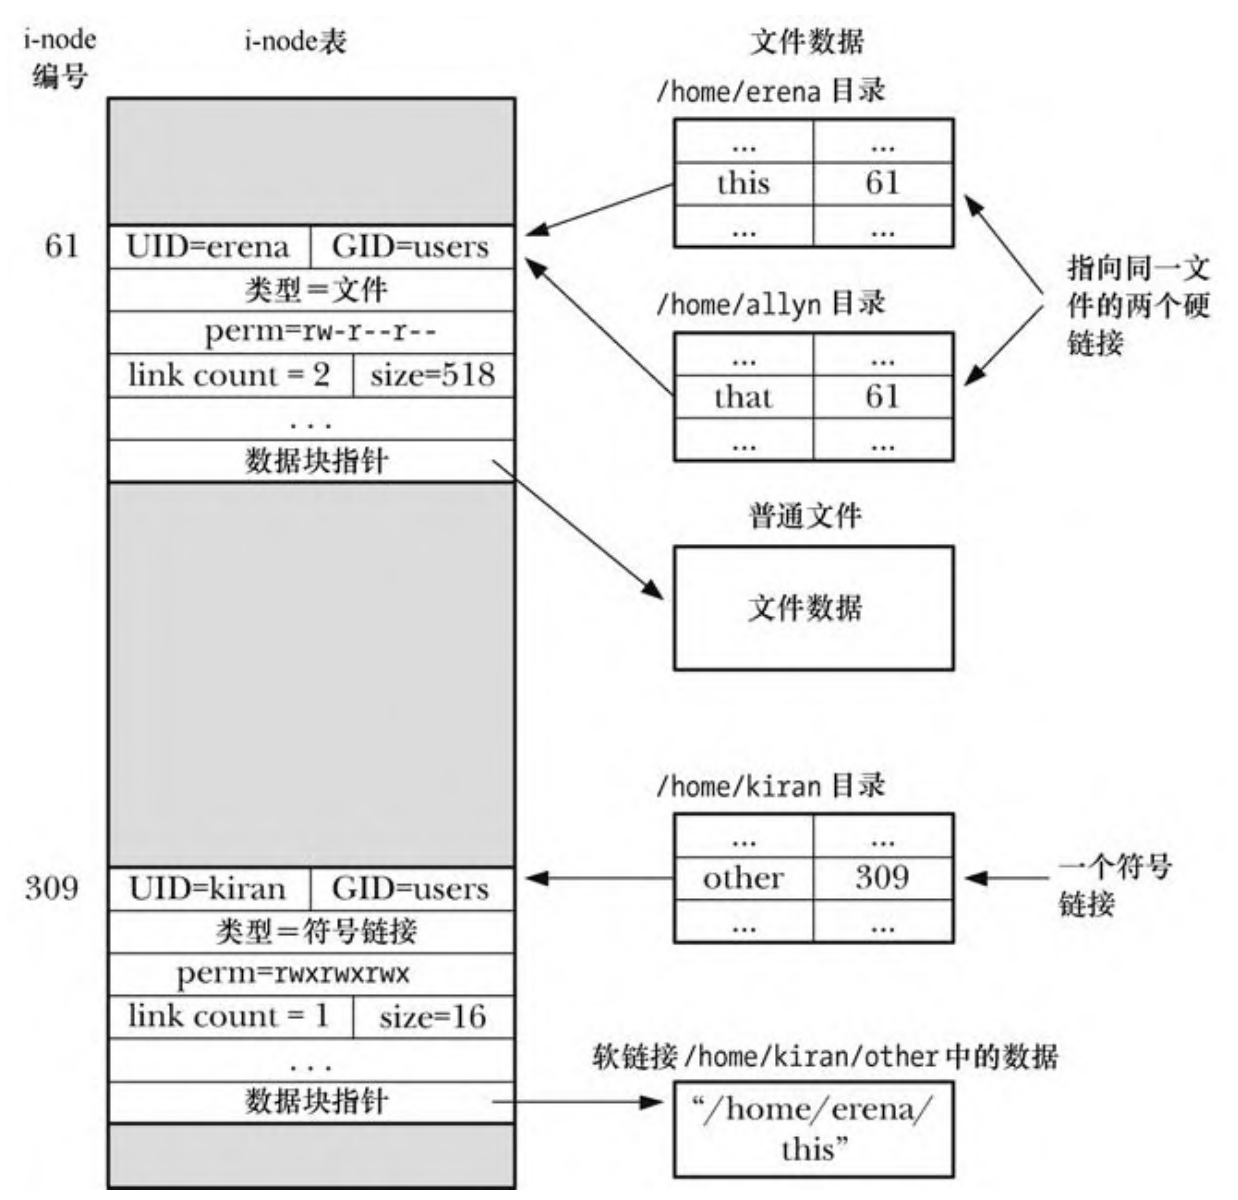 i-node
编号
i-node表
文件数据
/home/erena 目录
... ...
this 61
... ...
61
UID=erena GID=users
类型＝文件
perm=rw-r--r--
link count = 2 size=518
...
数据块指针
/home/allyn 目录
... ...
that 61
... ...
指向同一文
件的两个硬
链接
普通文件
文件数据
/home/kiran 目录
... ...
other 309
... ...
一个符号
链接
309
UID=kiran GID=users
类型＝符号链接
perm=rwxrwxrwx
link count = 1 size=16
...
数据块指针
软链接 /home/kiran/other 中的数据
“/home/erena/
this”